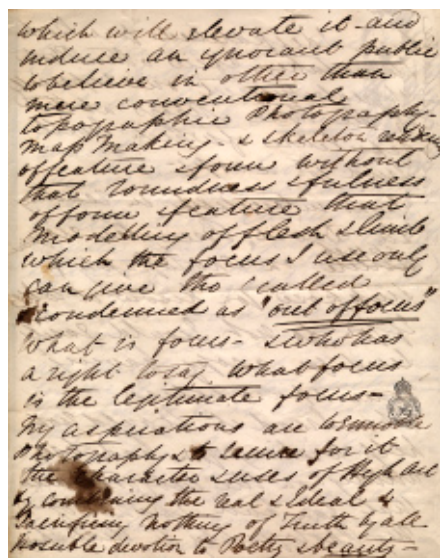 which will elevate it - and
induce an ignorant public
to believe in other than
mere conventional
topographic Photography -
map making - & skeleton rendering
of feature & form without
that roundness & fulness
of form & feature that
modelling of flesh & limb
which the focus I use only
can give tho' called
& condemned as "out of focus"
What is focus - & who has
a right to say what focus
is the legitimate focus -
My aspirations are to ennoble
Photography & to secure for it
the character & uses of High Art
by combining the real & Ideal &
sacrificing nothing of Truth by all
possible devotion to Poetry & beauty -